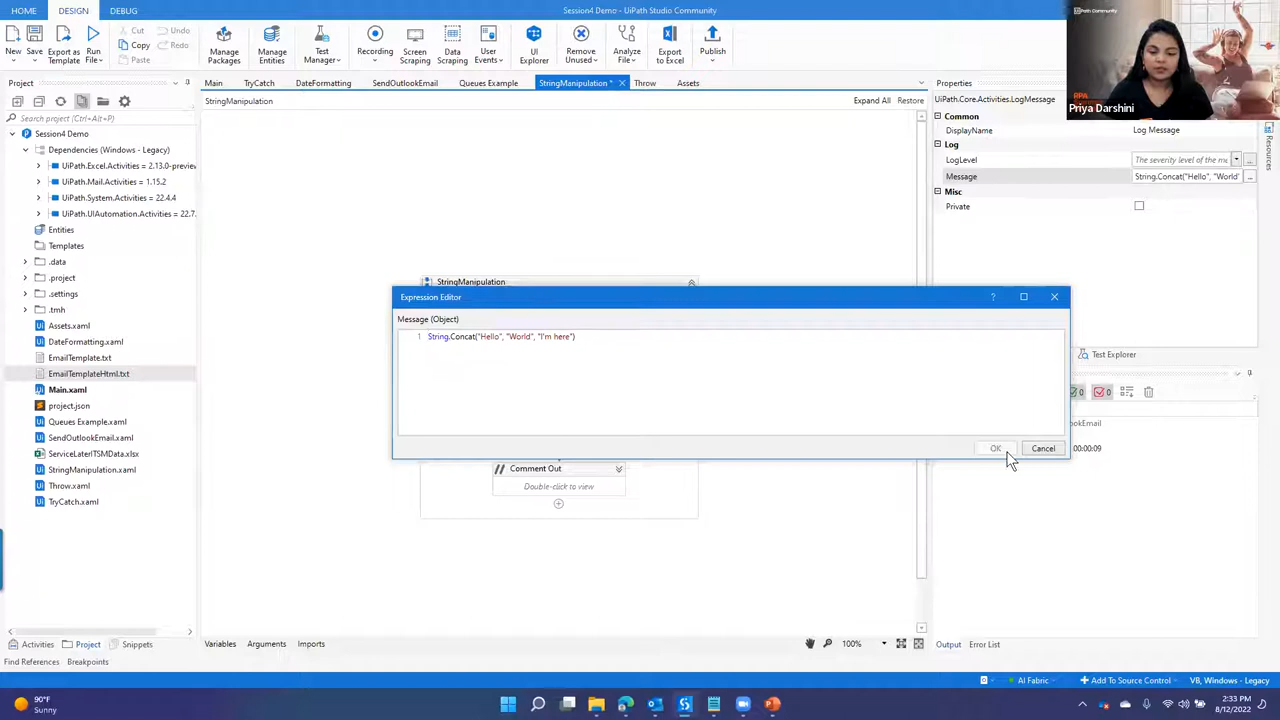 HOME
DESIGN
DEBUG
Session4 Demo - UiPath Studio Community
New
Save
Export as Template
Run File
Cut
Copy
Paste
Undo
Redo
Manage Packages
Manage Entities
Test Manager
Recording
Screen Scraping
Data Scraping
User Events
UI Explorer
Remove Unused
Analyze File
Export to Excel
Publish
UiPath Community
Priya Darshini
Project
Main
TryCatch
DateFormatting
SendOutlookEmail
Queues Example
StringManipulation *
Throw
Assets
Properties
StringManipulation
Expand All
Restore
UiPath.Core.Activities.LogMessage
Search Project (Ctrl+Alt+P)
Session4 Demo
Dependencies (Windows - Legacy)
UiPath.Excel.Activities = 2.13.0-preview
UiPath.Mail.Activities = 1.15.2
UiPath.System.Activities = 22.4.4
UiPath.UIAutomation.Activities = 22.7.
Entities
Templates
.data
.project
.settings
.tmh
Assets.xaml
DateFormatting.xaml
EmailTemplate.txt
EmailTemplateHtml.txt
Main.xaml
project.json
Queues Example.xaml
SendOutlookEmail.xaml
ServiceLaterITSMData.xlsx
StringManipulation.xaml
Throw.xaml
TryCatch.xaml
Common
DisplayName
Log Message
Log
LogLevel
The severity level of the me
Message
String.Concat("Hello", "World"
Misc
Private
Resources
StringManipulation
Expression Editor
Message (Object)
1 String.Concat("Hello", "World", "I'm here")
OK
Cancel
Comment Out
Double-click to view
Test Explorer
0
0
ookEmail
00:00:09
Variables
Arguments
Imports
100%
Output
Error List
Activities
Project
Snippets
Find References
Breakpoints
AI Fabric
Add To Source Control
VB, Windows - Legacy
90°F
Sunny
2:33 PM
8/12/2022